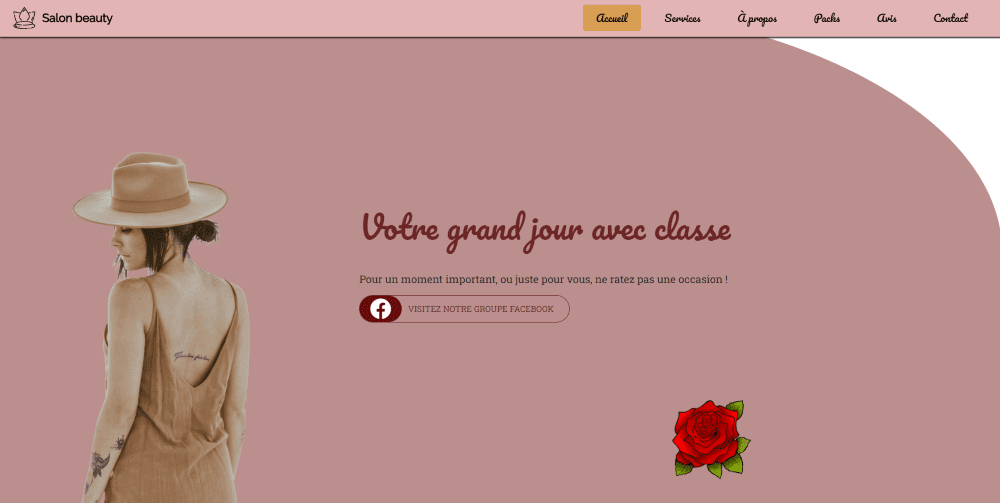 Salon beauty
Accueil Services À propos Packs Avis Contact
Votre grand jour avec classe
Pour un moment important, ou juste pour vous, ne ratez pas une occasion !
VISITEZ NOTRE GROUPE FACEBOOK